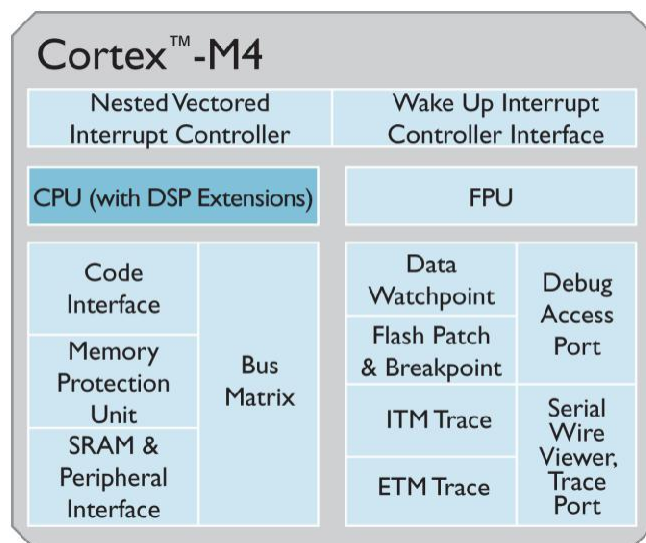 Cortex™-M4
Nested Vectored
Interrupt Controller
Wake Up Interrupt
Controller Interface
CPU (with DSP Extensions)
FPU
Code
Interface
Memory
Protection
Unit
SRAM &
Peripheral
Interface
Bus
Matrix
Data
Watchpoint
Flash Patch
& Breakpoint
ITM Trace
ETM Trace
Debug
Access
Port
Serial
Wire
Viewer,
Trace
Port